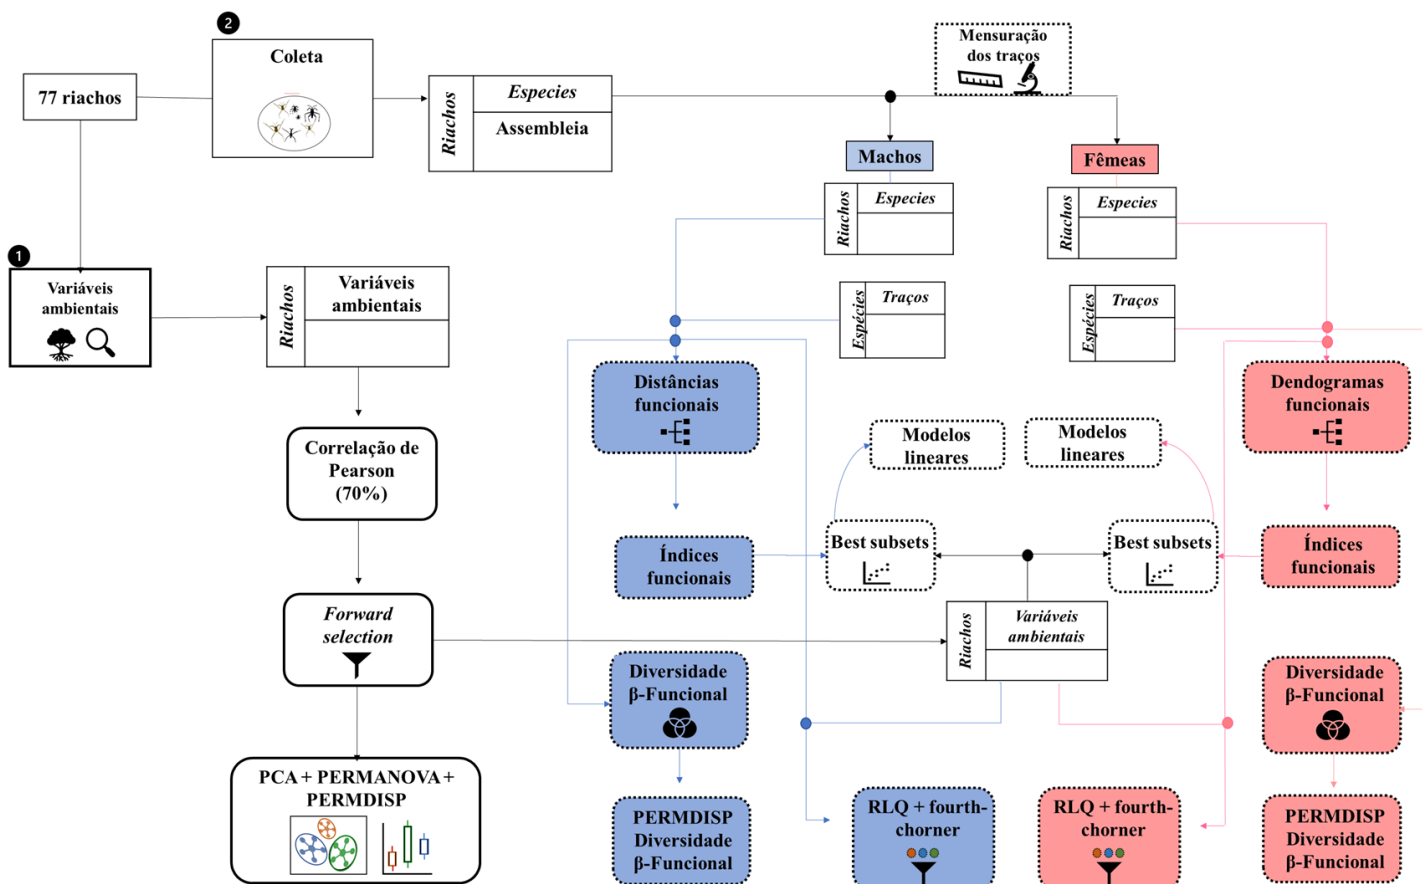 2
Coleta
77 riachos
Riachos
Especies
Assembleia
Mensuração
dos traços
Machos
Fêmeas
Riachos
Especies
Riachos
Especies
1
Variáveis
ambientais
Riachos
Variáveis
ambientais
Espécies
Traços
Espécies
Traços
Distâncias
funcionais
Dendogramas
funcionais
Correlação de
Pearson
(70%)
Modelos
lineares
Modelos
lineares
Índices
funcionais
Best subsets
Best subsets
Índices
funcionais
Forward
selection
Riachos
Variáveis
ambientais
Diversidade
β-Funcional
Diversidade
β-Funcional
PCA + PERMANOVA +
PERMDISP
PERMDISP
Diversidade
β-Funcional
RLQ + fourth-
chorner
RLQ + fourth-
chorner
PERMDISP
Diversidade
β-Funcional